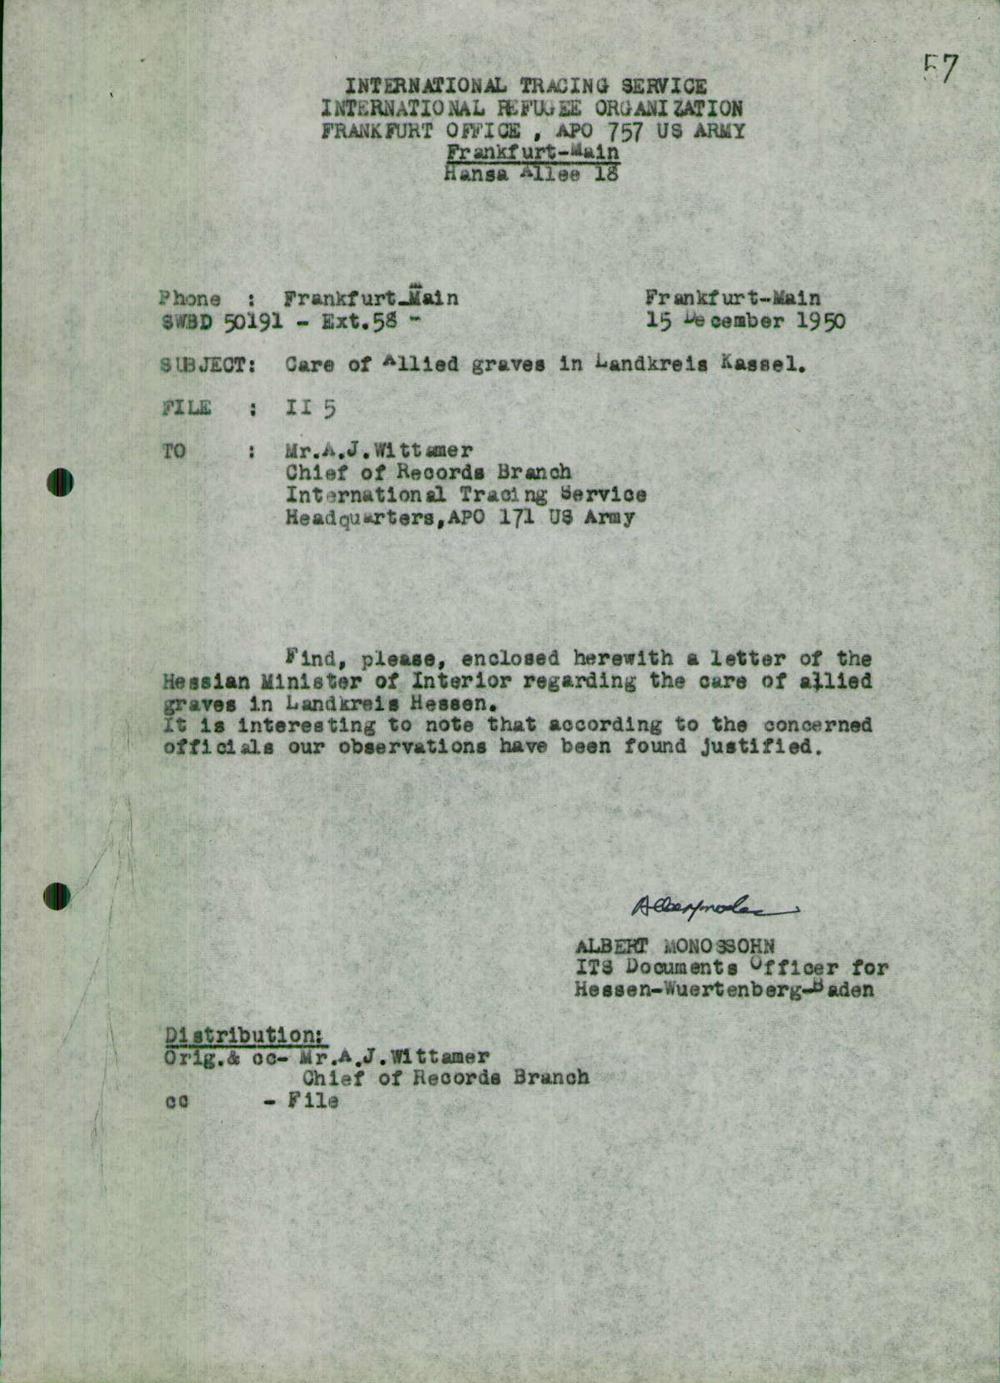 57
INTERNATIONAL TRACING SERVICE
INTERNATIONAL REFUGEE ORGANIZATION
FRANKFURT OFFICE , APO 757 US ARMY
Frankfurt-Main
Hansa Allee 18
Phone : Frankfurt-Main
Frankfurt-Main
SWBD 50191 - Ext.58 -
15 December 1950
SUBJECT: Care of Allied graves in Landkreis Kassel.
FILE : II 5
TO : Mr.A.J.Wittamer
Chief of Records Branch
International Tracing Service
Headquarters,APO 171 US Army
Find, please, enclosed herewith a letter of the
Hessian Minister of Interior regarding the care of allied
graves in Landkreis Hessen.
It is interesting to note that according to the concerned
officials our observations have been found justified.
ALBERT MONOSSOHN
ITS Documents Officer for
Hessen-Wuertenberg-Baden
Distribution:
Orig.& cc- Mr.A.J.Wittamer
Chief of Records Branch
cc - File